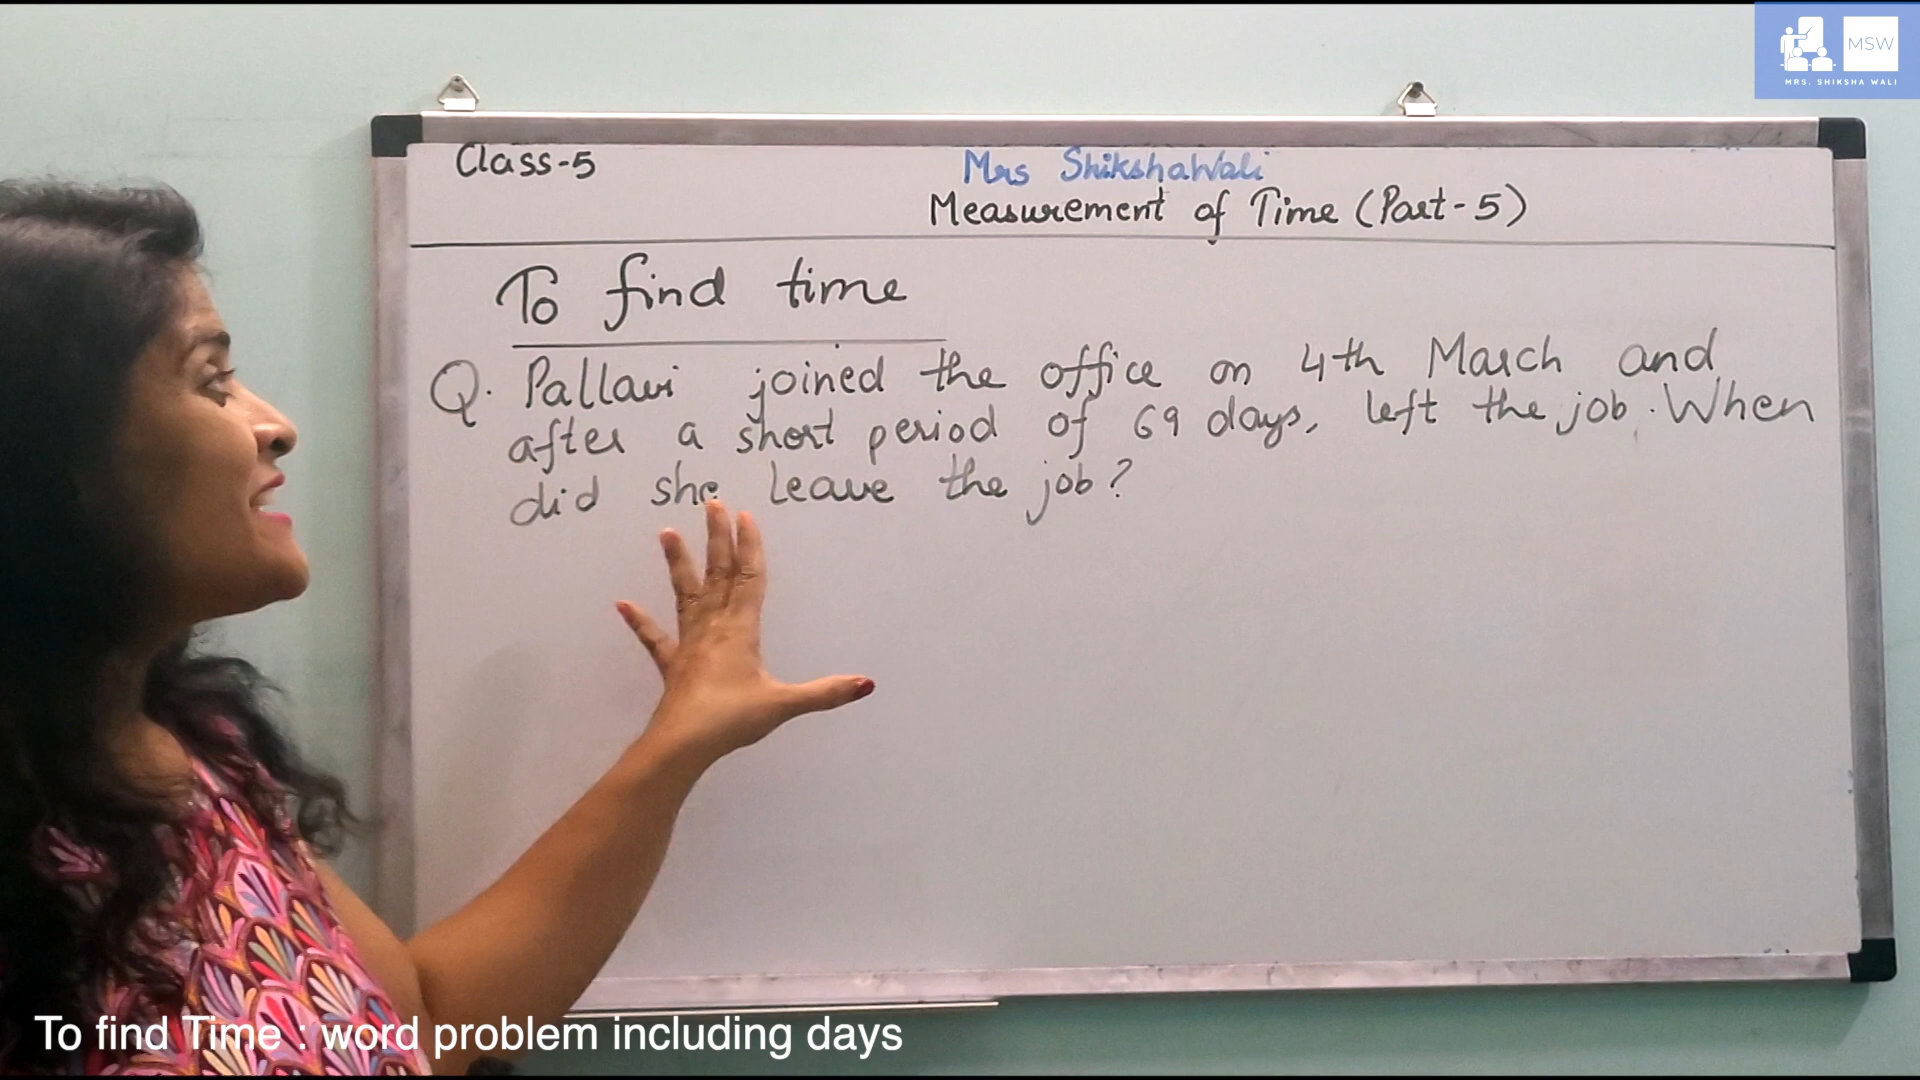 MSW
MRS. SHIKSHA WALI
Class-5
Mrs ShikshaWali
Measurement of Time (Part-5)
To find time
Q. Pallavi joined the office on 4th March and
after a short period of 69 days, left the job. When
did she leave the job?
To find Time : word problem including days